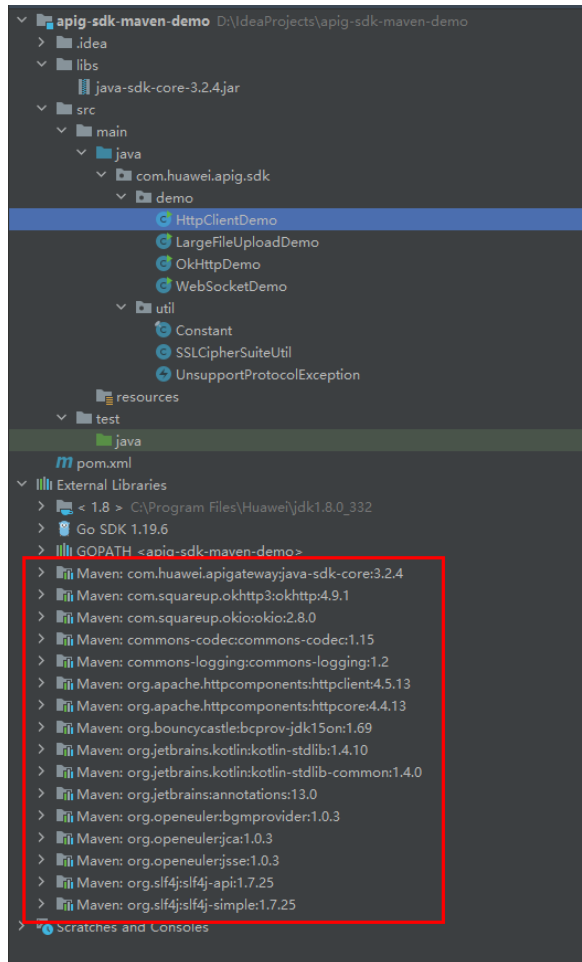 apig-sdk-maven-demo D:\IdeaProjects\apig-sdk-maven-demo
.idea
libs
java-sdk-core-3.2.4.jar
src
main
java
com.huawei.apig.sdk
demo
HttpClientDemo
LargeFileUploadDemo
OkHttpDemo
WebSocketDemo
util
Constant
SSLCipherSuiteUtil
UnsupportProtocolException
resources
test
java
pom.xml
External Libraries
< 1.8 > C:\Program Files\Huawei\jdk1.8.0_332
Go SDK 1.19.6
GOPATH <apig-sdk-maven-demo>
Maven: com.huawei.apigateway:java-sdk-core:3.2.4
Maven: com.squareup.okhttp3:okhttp:4.9.1
Maven: com.squareup.okio:okio:2.8.0
Maven: commons-codec:commons-codec:1.15
Maven: commons-logging:commons-logging:1.2
Maven: org.apache.httpcomponents:httpclient:4.5.13
Maven: org.apache.httpcomponents:httpcore:4.4.13
Maven: org.bouncycastle:bcprov-jdk15on:1.69
Maven: org.jetbrains.kotlin:kotlin-stdlib:1.4.10
Maven: org.jetbrains.kotlin:kotlin-stdlib-common:1.4.0
Maven: org.jetbrains:annotations:13.0
Maven: org.openeuler:bgmprovider:1.0.3
Maven: org.openeuler:jca:1.0.3
Maven: org.openeuler:jsse:1.0.3
Maven: org.slf4j:slf4j-api:1.7.25
Maven: org.slf4j:slf4j-simple:1.7.25
Scratches and Consoles